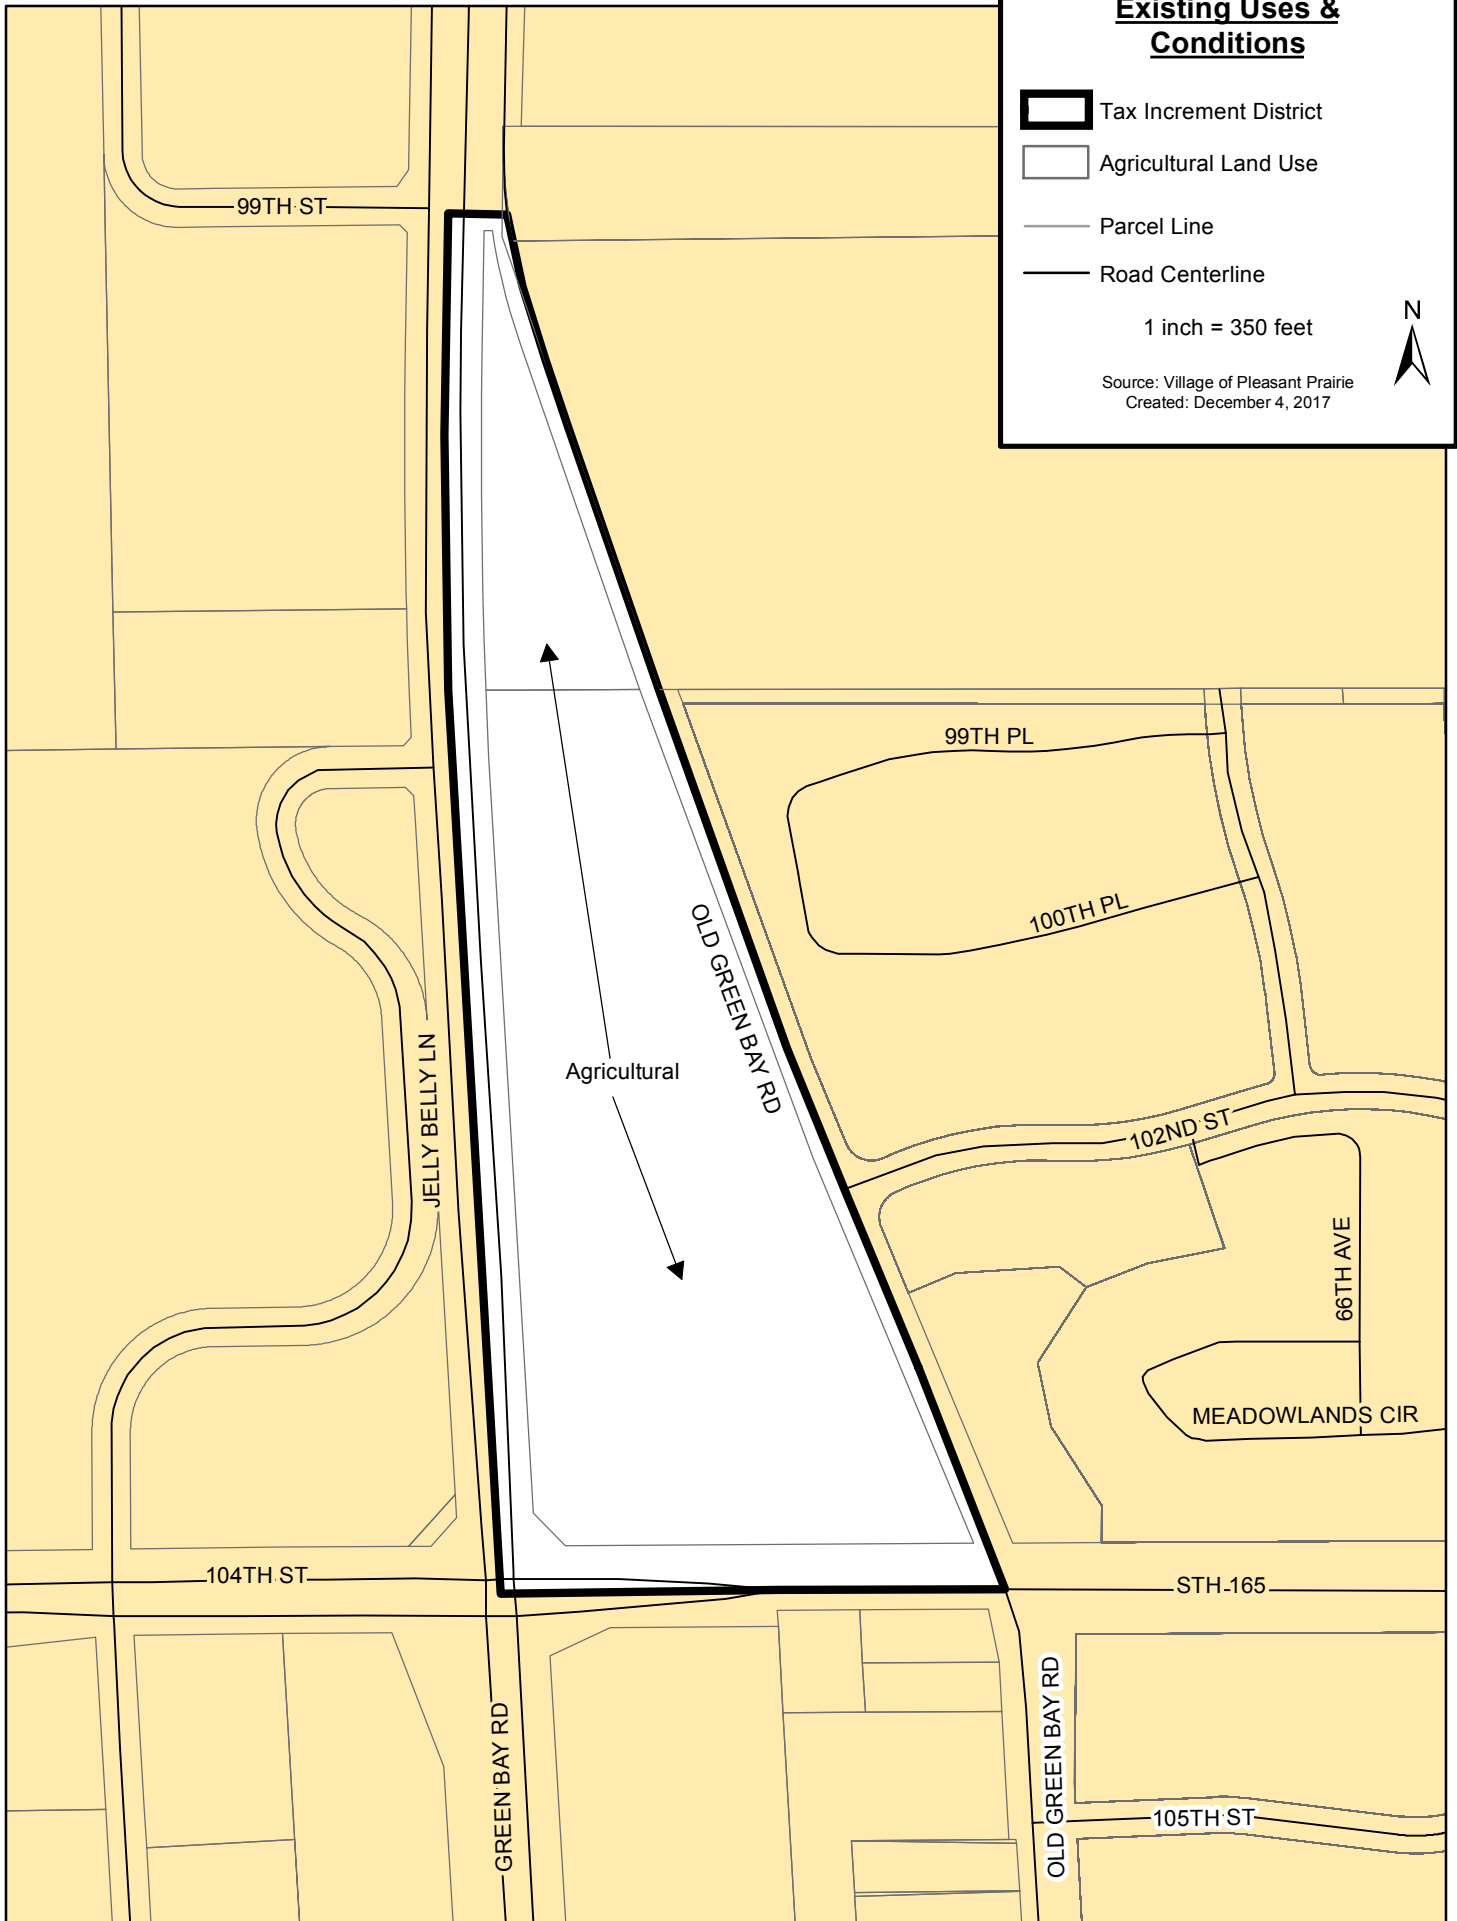 Existing Uses &
Conditions
Tax Increment District
Agricultural Land Use
Parcel Line
Road Centerline
1 inch = 350 feet
N
Source: Village of Pleasant Prairie
Created: December 4, 2017
99TH ST
99TH PL
100TH PL
OLD GREEN BAY RD
Agricultural
JELLY BELLY LN
102ND ST
66TH AVE
MEADOWLANDS CIR
104TH ST
STH 165
GREEN BAY RD
OLD GREEN BAY RD
105TH ST